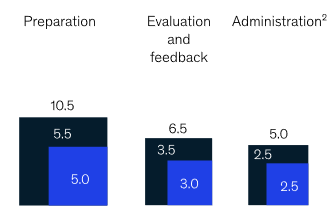 Preparation
Evaluation
and
feedback
Administration²
10.5
5.5
5.0
6.5
3.5
3.0
5.0
2.5
2.5